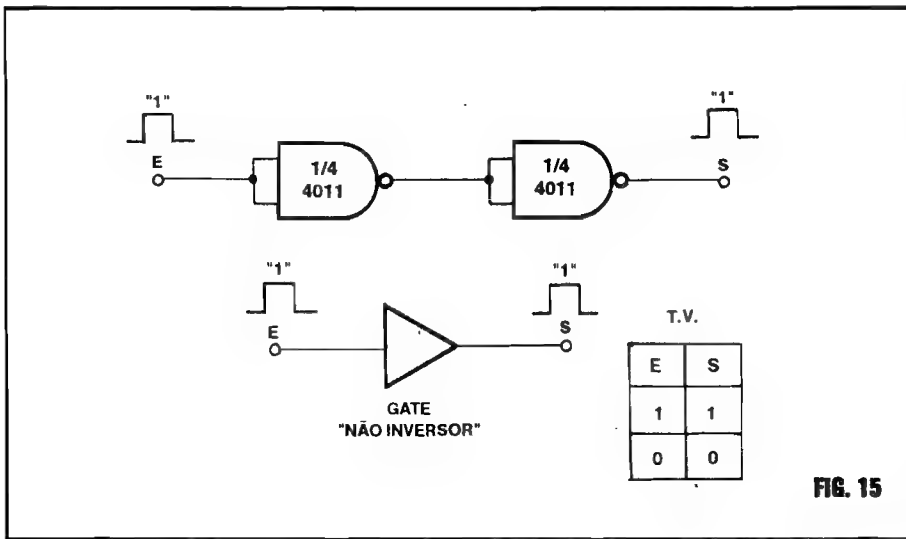 "1"
"1"
E
1/4
4011
1/4
4011
S
"1"
"1"
E
S
GATE
"NÃO INVERSOR"
T.V.
E S
1 1
0 0
FIG. 15